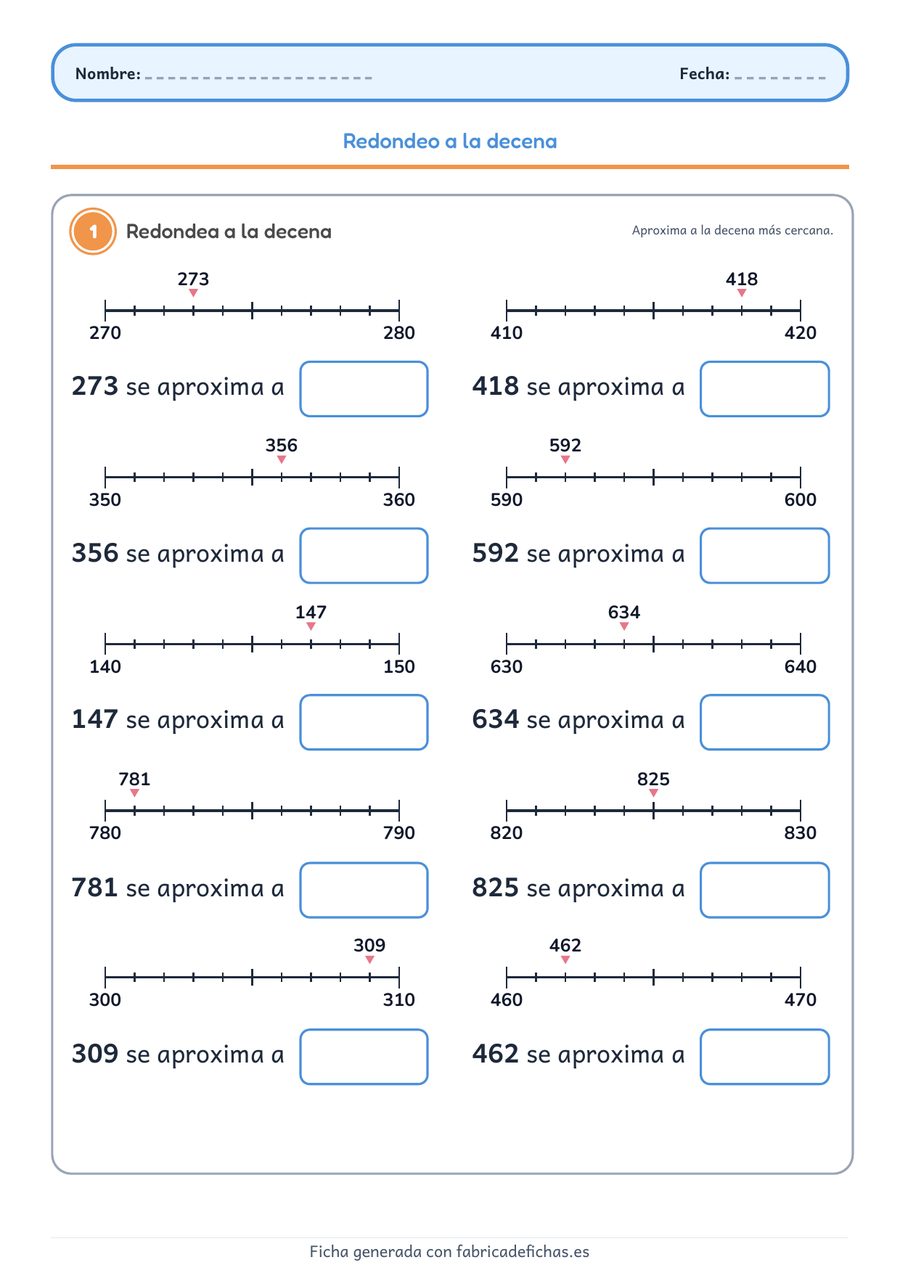 Nombre: Fecha:
Redondeo a la decena
1 Redondea a la decena Aproxima a la decena más cercana.
273 418
270 280 410 420
273 se aproxima a 418 se aproxima a
356 592
350 360 590 600
356 se aproxima a 592 se aproxima a
147 634
140 150 630 640
147 se aproxima a 634 se aproxima a
781 825
780 790 820 830
781 se aproxima a 825 se aproxima a
309 462
300 310 460 470
309 se aproxima a 462 se aproxima a
Ficha generada con fabricadefichas.es